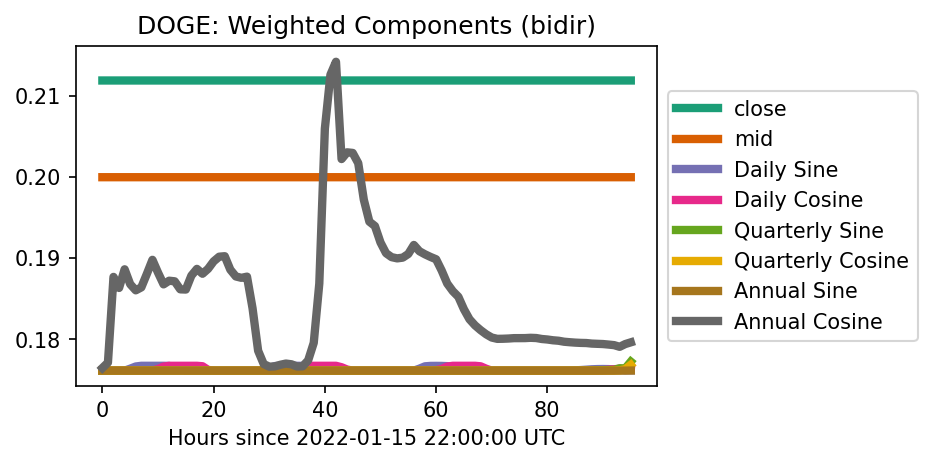 DOGE: Weighted Components (bidir)
0.21
0.20
0.19
0.18
0
20
40
60
80
Hours since 2022-01-15 22:00:00 UTC
close
mid
Daily Sine
Daily Cosine
Quarterly Sine
Quarterly Cosine
Annual Sine
Annual Cosine